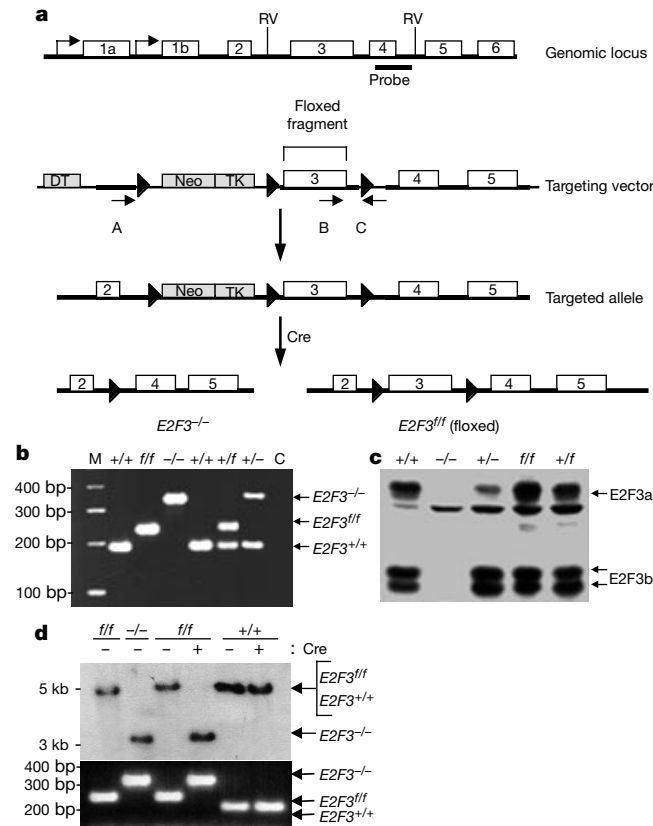 a
RV RV
1a 1b 2 3 4 5 6 Genomic locus
Probe
Floxed
fragment
DT Neo TK 3 4 5 Targeting vector
A B C
2 Neo TK 3 4 5 Targeted allele
Cre
2 4 5 2 3 4 5
E2F3–/– E2F3f/f (floxed)
b
M +/+ f/f –/– +/+ +/f +/– C
400 bp- E2F3–/–
300 bp- E2F3f/f
200 bp- E2F3+/+
100 bp-
c
+/+ –/– +/– f/f +/f
E2F3a
E2F3b
d
f/f –/– f/f +/+
– – – + – + : Cre
5 kb - E2F3f/f
E2F3+/+
3 kb - E2F3–/–
400 bp- E2F3–/–
300 bp- E2F3f/f
200 bp- E2F3+/+